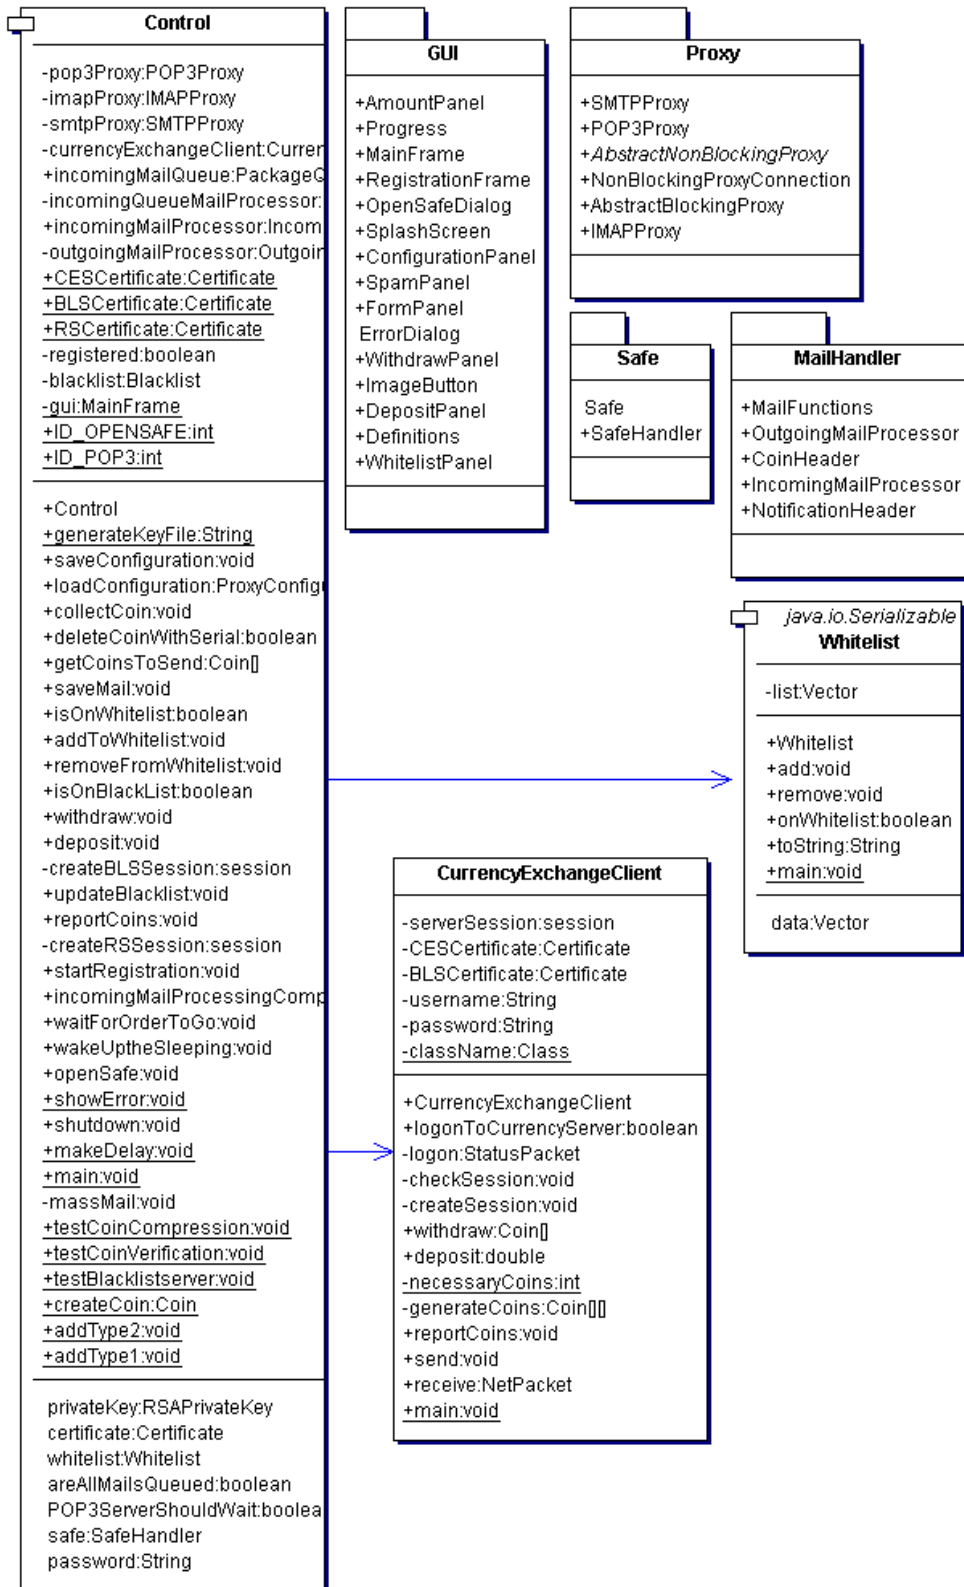 Control
-pop3Proxy:POP3Proxy
-imapProxy:IMAPProxy
-smtpProxy:SMTPProxy
-currencyExchangeClient:Curren
+incomingMailQueue:PackageQ
-incomingQueueMailProcessor:
+incomingMailProcessor:Incom
-outgoingMailProcessor:Outgoin
+CESCertificate:Certificate
+BLSCertificate:Certificate
+RSCertificate:Certificate
-registered:boolean
-blacklist:Blacklist
-gui:MainFrame
+ID_OPENSAFE:int
+ID_POP3:int
+Control
+generateKeyFile:String
+saveConfiguration:void
+loadConfiguration:ProxyConfigu
+collectCoin:void
+deleteCoinWithSerial:boolean
+getCoinsToSend:Coin[]
+saveMail:void
+isOnWhitelist:boolean
+addToWhitelist:void
+removeFromWhitelist:void
+isOnBlackList:boolean
+withdraw:void
+deposit:void
-createBLSSession:session
+updateBlacklist:void
+reportCoins:void
-createRSSession:session
+startRegistration:void
+incomingMailProcessingComp
+waitForOrderToGo:void
+wakeUptheSleeping:void
+openSafe:void
+showError:void
+shutdown:void
+makeDelay:void
+main:void
-massMail:void
+testCoinCompression:void
+testCoinVerification:void
+testBlacklistserver:void
+createCoin:Coin
+addType2:void
+addType1:void
privateKey:RSAPrivateKey
certificate:Certificate
whitelist:Whitelist
areAllMailsQueued:boolean
POP3ServerShouldWait:boolea
safe:SafeHandler
password:String
GUI
+AmountPanel
+Progress
+MainFrame
+RegistrationFrame
+OpenSafeDialog
+SplashScreen
+ConfigurationPanel
+SpamPanel
+FormPanel
ErrorDialog
+WithdrawPanel
+ImageButton
+DepositPanel
+Definitions
+WhitelistPanel
Proxy
+SMTPProxy
+POP3Proxy
+AbstractNonBlockingProxy
+NonBlockingProxyConnection
+AbstractBlockingProxy
+IMAPProxy
Safe
Safe
+SafeHandler
MailHandler
+MailFunctions
+OutgoingMailProcessor
+CoinHeader
+IncomingMailProcessor
+NotificationHeader
java.io.Serializable
Whitelist
-list:Vector
+Whitelist
+add:void
+remove:void
+onWhitelist:boolean
+toString:String
+main:void
data:Vector
CurrencyExchangeClient
-serverSession:session
-CESCertificate:Certificate
-BLSCertificate:Certificate
-username:String
-password:String
-className:Class
+CurrencyExchangeClient
+logonToCurrencyServer:boolean
-logon:StatusPacket
-checkSession:void
-createSession:void
+withdraw:Coin[]
+deposit:double
-necessaryCoins:int
-generateCoins:Coin[][]
+reportCoins:void
+send:void
+receive:NetPacket
+main:void